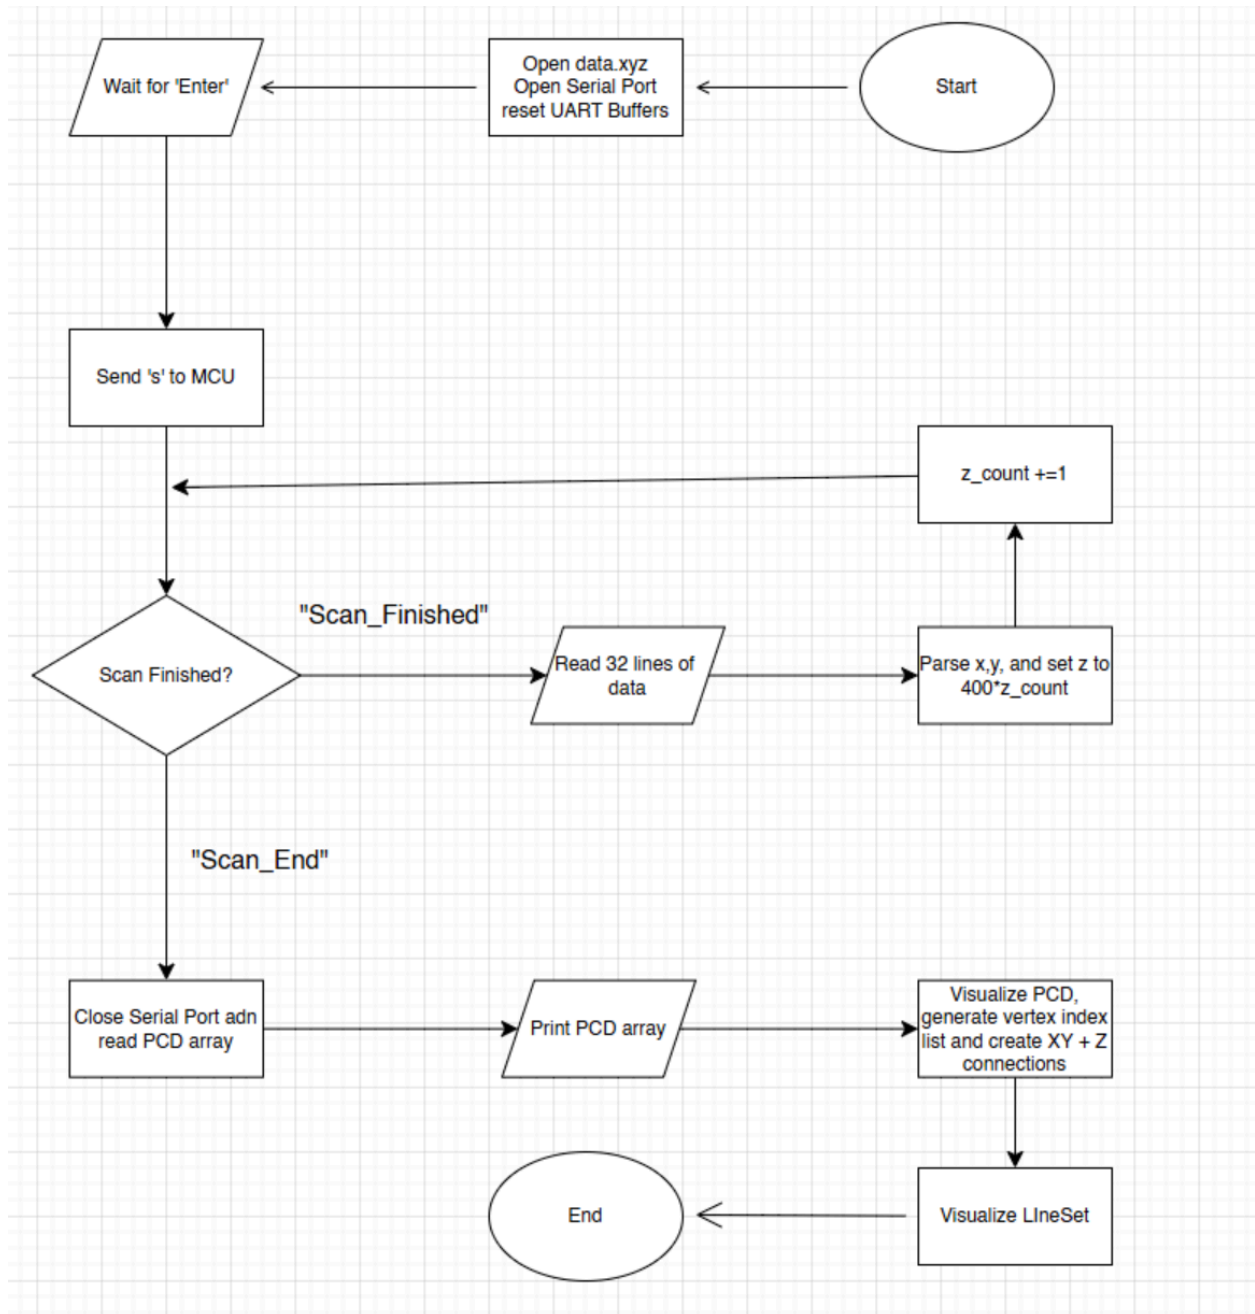 Start
Open data.xyz
Open Serial Port
reset UART Buffers
Wait for 'Enter'
Send 's' to MCU
z_count +=1
"Scan_Finished"
Scan Finished?
Read 32 lines of
data
Parse x,y, and set z to
400*z_count
"Scan_End"
Close Serial Port adn
read PCD array
Print PCD array
Visualize PCD,
generate vertex index
list and create XY + Z
connections
Visualize LIneSet
End